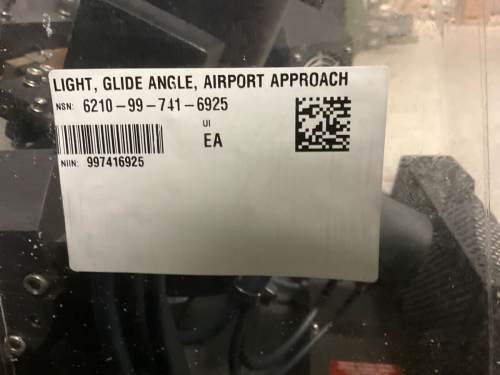 LIGHT, GLIDE ANGLE, AIRPORT APPROACH
NSN: 6210-99-741-6925
UI
EA
NIIN: 997416925